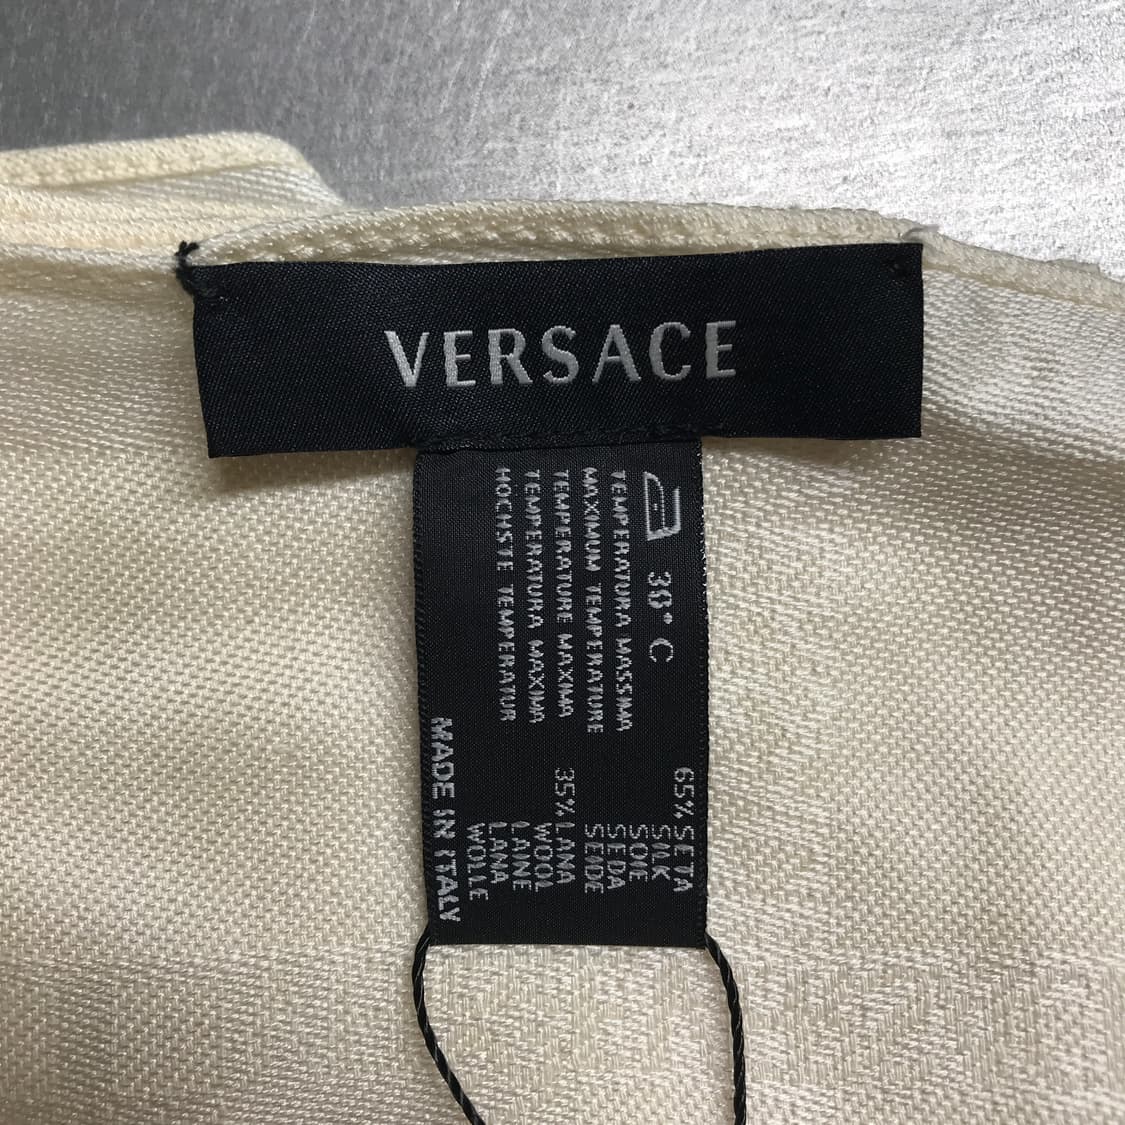 VERSACE
30° C
TEMPERATURA MASSIMA
MAXIMUM TEMPERATURE
TEMPERATURE MAXIMA
TEMPERATURA MAXIMA
HOCHSTE TEMPERATUR
65% SETA
SILK
SOIE
SEDA
SEIDE
35% LANA
WOOL
LAINE
LANA
WOLLE
MADE IN ITALY